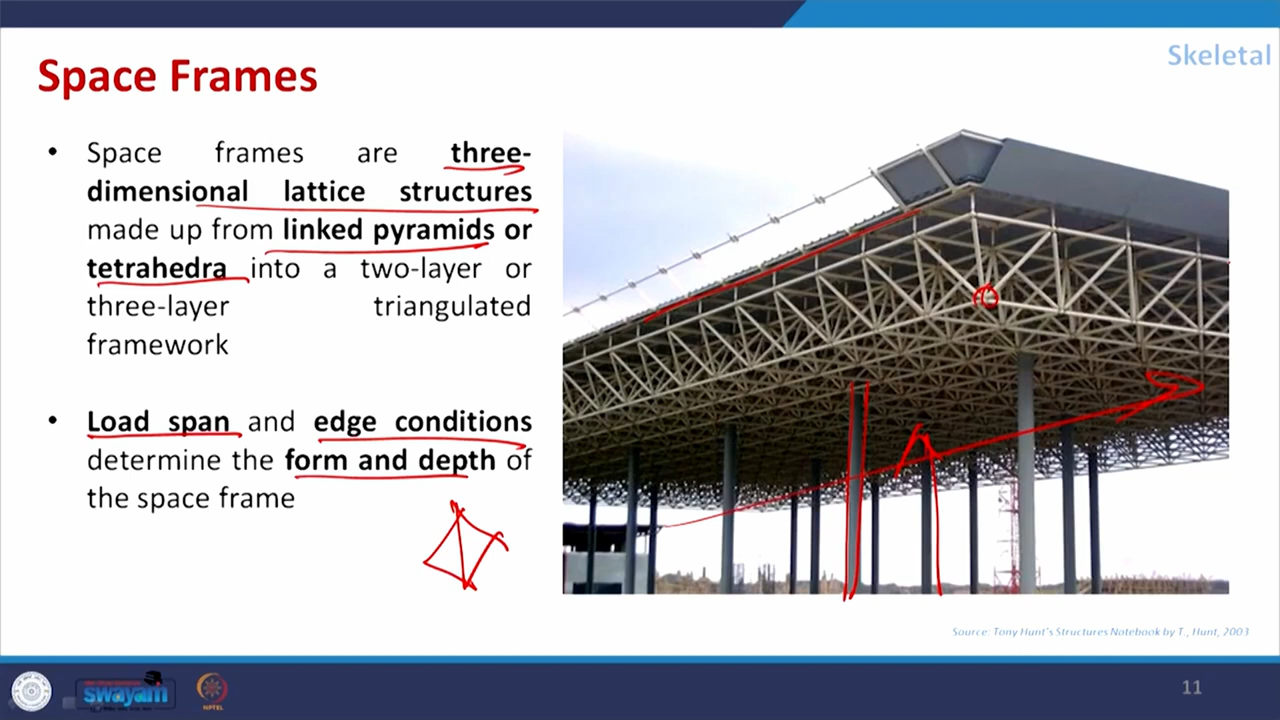 Skeletal
Space Frames
• Space frames are three-
dimensional lattice structures
made up from linked pyramids or
tetrahedra into a two-layer or
three-layer triangulated
framework
• Load span and edge conditions
determine the form and depth of
the space frame
Source: Tony Hunt's Structures Notebook by T., Hunt, 2003
swayam
NPTEL
11